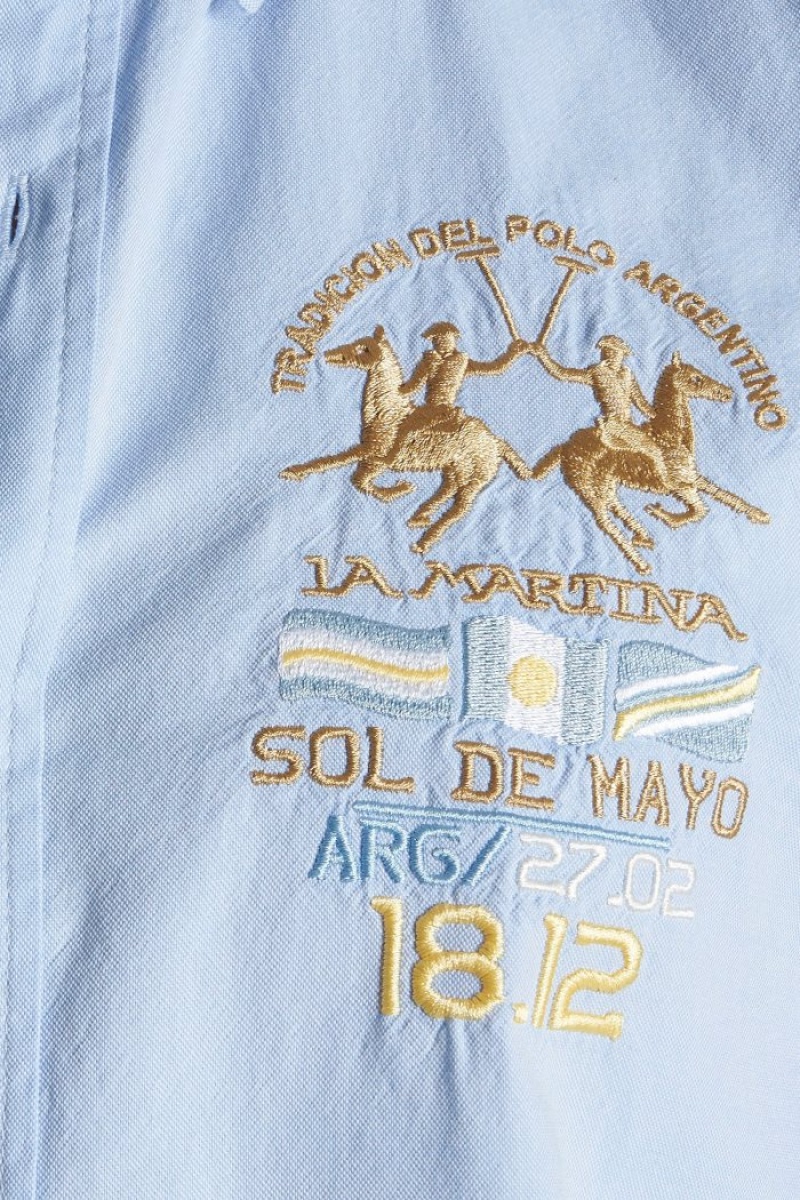 TRADICION DEL POLO ARGENTINO
LA MARTINA
SOL DE MAYO
ARG/27.02
18.12